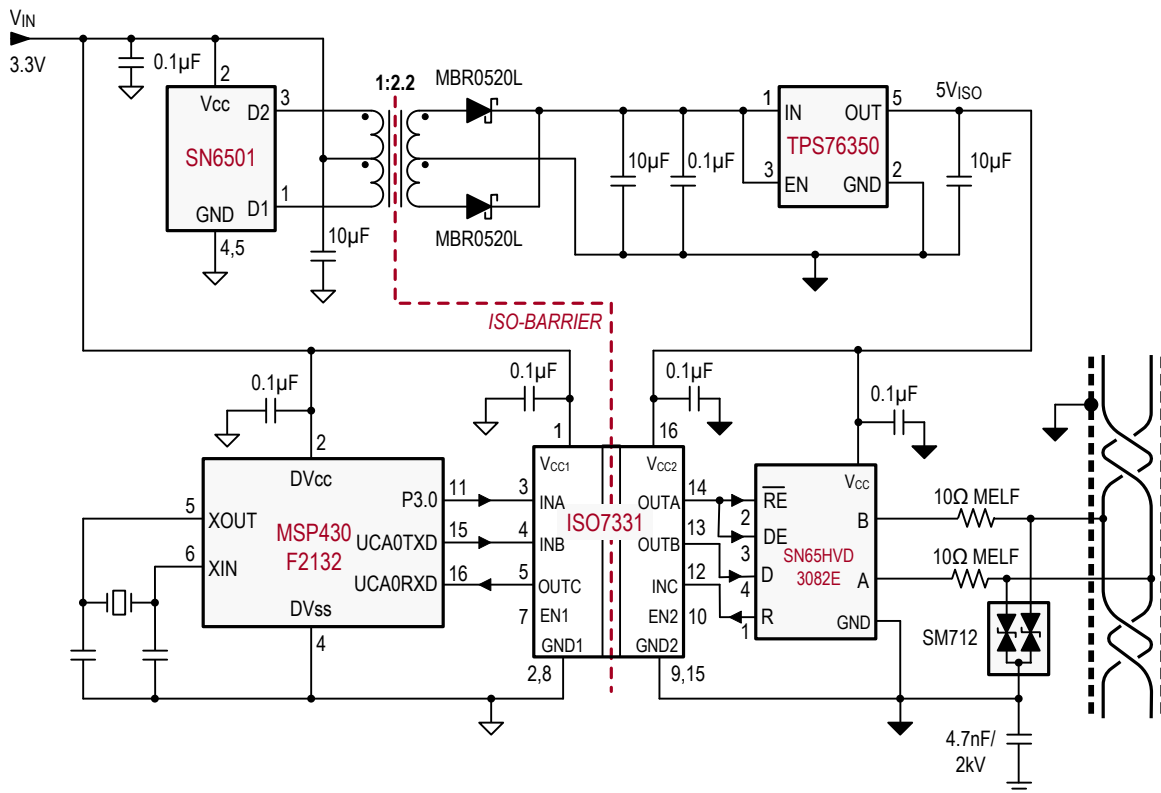 VIN
3.3V
0.1µF
2
Vcc
D2
3
SN6501
1
D1
GND
4,5
10µF
1:2.2
MBR0520L
MBR0520L
10µF
0.1µF
1
IN
OUT
5
TPS76350
3
EN
GND
2
5VISO
10µF
ISO-BARRIER
0.1µF
2
DVcc
P3.0
11
5
XOUT
MSP430
F2132
UCA0TXD
15
6
XIN
UCA0RXD
16
DVss
4
0.1µF
1
VCC1
3
INA
4
INB
5
OUTC
7
EN1
GND1
2,8
ISO7331
0.1µF
16
VCC2
14
OUTA
13
OUTB
12
INC
EN2
10
GND2
9,15
0.1µF
VCC
RE
2
DE
3
SN65HVD
3082E
D
4
R
1
B
A
GND
10Ω MELF
10Ω MELF
SM712
4.7nF/
2kV